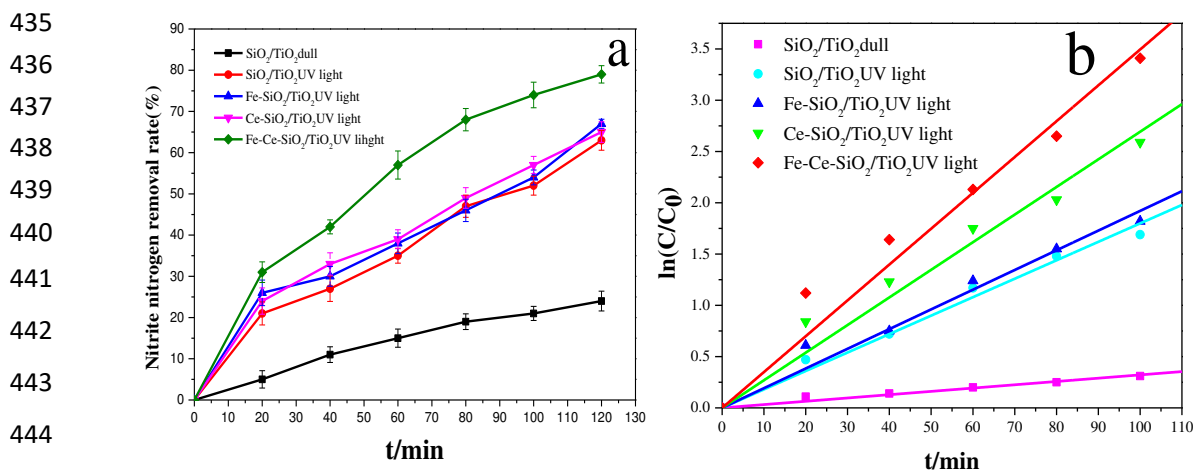 435
436
437
438
439
440
441
442
443
444
a
Nitrite nitrogen removal rate(%)
90
80
70
60
50
40
30
20
10
0
SiO₂/TiO₂dull
SiO₂/TiO₂UV light
Fe-SiO₂/TiO₂UV light
Ce-SiO₂/TiO₂UV light
Fe-Ce-SiO₂/TiO₂UV lihght
0 10 20 30 40 50 60 70 80 90 100 110 120 130
t/min
b
ln(C/C₀)
3.5
3.0
2.5
2.0
1.5
1.0
0.5
0.0
SiO₂/TiO₂dull
SiO₂/TiO₂UV light
Fe-SiO₂/TiO₂UV light
Ce-SiO₂/TiO₂UV light
Fe-Ce-SiO₂/TiO₂UV light
0 10 20 30 40 50 60 70 80 90 100 110
t/min